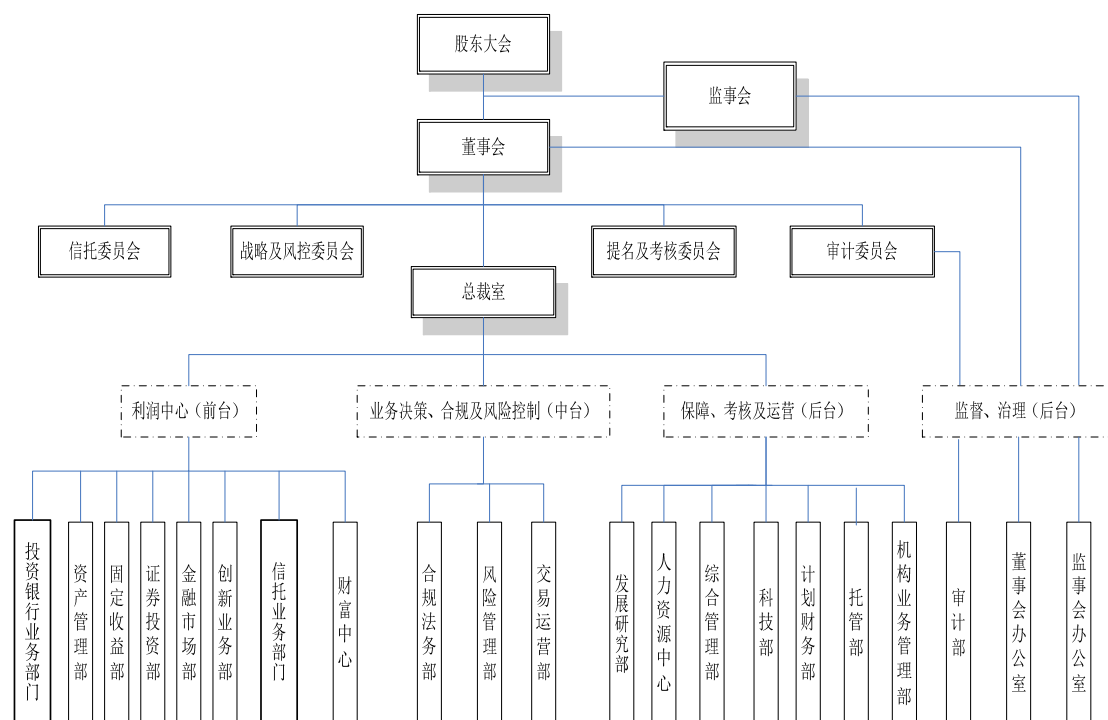 股东大会
监事会
董事会
信托委员会
战略及风控委员会
提名及考核委员会
审计委员会
总裁室
利润中心（前台）
业务决策、合规及风险控制（中台）
保障、考核及运营（后台）
监督、治理（后台）
投资银行业务部门
资产管理部
固定收益部
证券投资部
金融市场部
创新业务部
信托业务部门
财富中心
合规法务部
风险管理部
交易运营部
发展研究部
人力资源中心
综合管理部
科技部
计划财务部
托管部
机构业务管理部
审计部
董事会办公室
监事会办公室